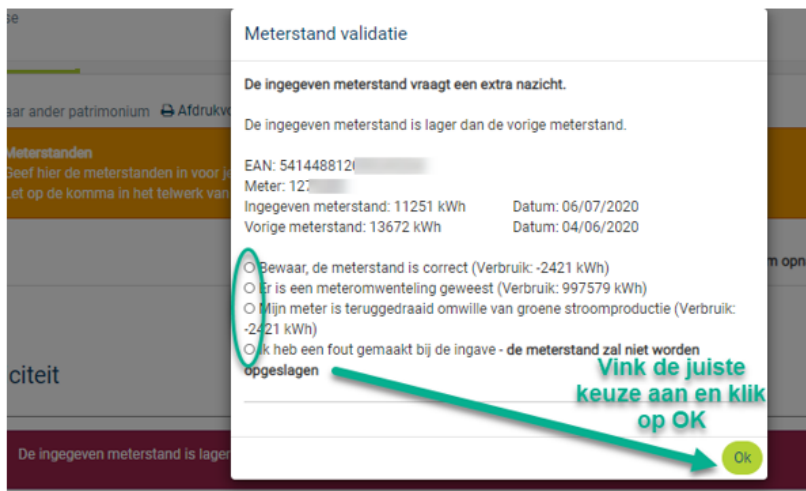 se
Meterstand validatie
De ingegeven meterstand vraagt een extra nazicht.
aar ander patrimonium Afdrukvo
De ingegeven meterstand is lager dan de vorige meterstand.
Meterstanden
Geef hier de meterstanden in voor je
Let op de komma in het telwerk van
EAN: 541448812
Meter: 127
Ingegeven meterstand: 11251 kWh Datum: 06/07/2020
Vorige meterstand: 13672 kWh Datum: 04/06/2020
m opn
Bewaar, de meterstand is correct (Verbruik: -2421 kWh)
Er is een meteromwenteling geweest (Verbruik: 997579 kWh)
Mijn meter is teruggedraaid omwille van groene stroomproductie (Verbruik:
-2421 kWh)
Ik heb een fout gemaakt bij de ingave - de meterstand zal niet worden
opgeslagen
citeit
Vink de juiste
keuze aan en klik
op OK
De ingegeven meterstand is lager
Ok